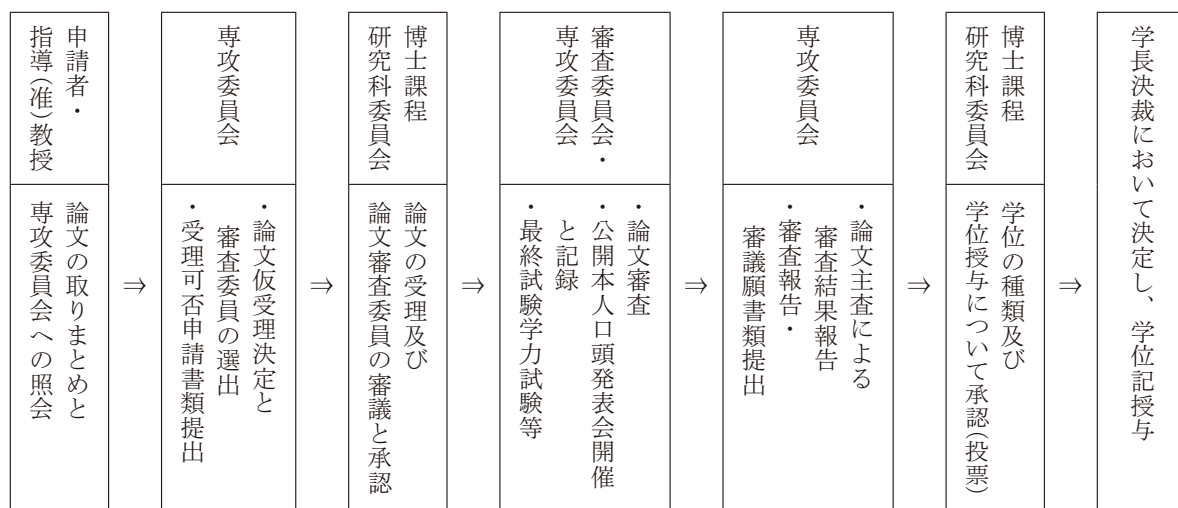 申請者・
指導(准)教授
論文の取りまとめと
専攻委員会への照会
⇒
専攻委員会
・論文仮受理決定と
審査委員の選出
・受理可否申請書類提出
⇒
博士課程
研究科委員会
論文の受理及び
論文審査委員の審議と承認
⇒
審査委員会・
専攻委員会
・論文審査
・公開本人口頭発表会開催
と記録
・最終試験学力試験等
⇒
専攻委員会
・論文主査による
審査結果報告
・審査報告・
審議願書類提出
⇒
博士課程
研究科委員会
学位の種類及び
学位授与について承認(投票)
⇒
学長決裁において決定し、学位記授与